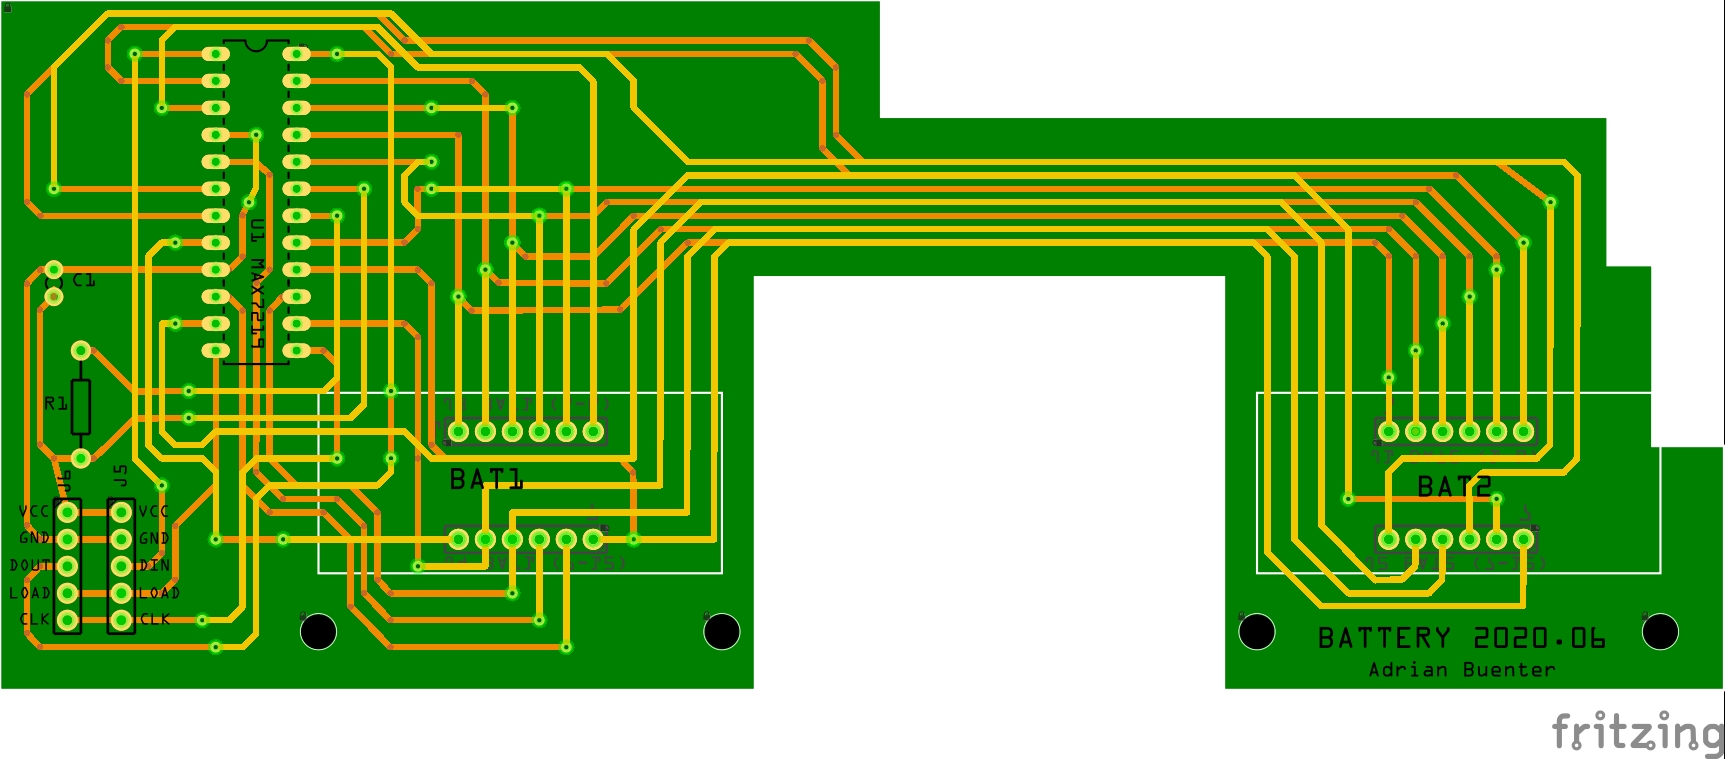 U1 MAX7219
C1
R1
J6
J5
BAT1
BAT2
VCC
VCC
GND
GND
DOUT
DIN
LOAD
LOAD
CLK
CLK
BATTERY 2020.06
Adrian Buenter
fritzing